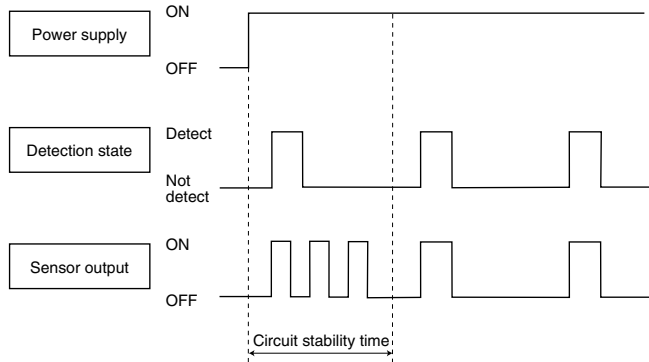 Power supply
ON
OFF
Detection state
Detect
Not
detect
Sensor output
ON
OFF
Circuit stability time